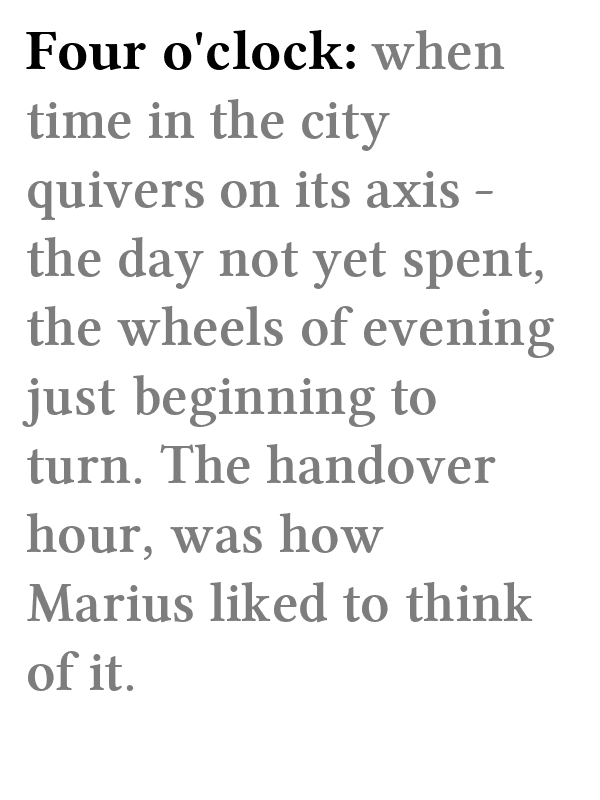 Four o'clock: when
time in the city
quivers on its axis -
the day not yet spent,
the wheels of evening
just beginning to
turn. The handover
hour, was how
Marius liked to think
of it.